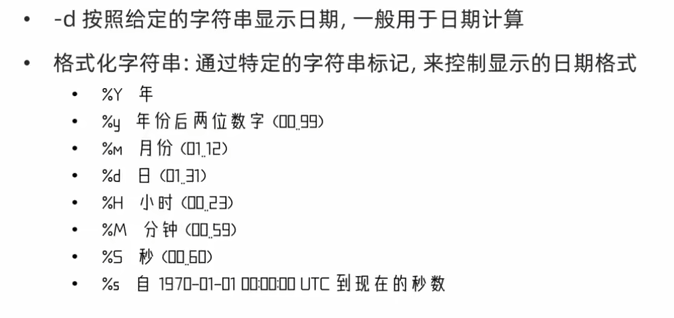 • -d 按照给定的字符串显示日期, 一般用于日期计算
• 格式化字符串: 通过特定的字符串标记, 来控制显示的日期格式
• %Y 年
• %y 年份后两位数字 (00..99)
• %m 月份 (01..12)
• %d 日 (01..31)
• %H 小时 (00..23)
• %M 分钟 (00..59)
• %S 秒 (00..60)
• %s 自 1970-01-01 00:00:00 UTC 到现在的秒数